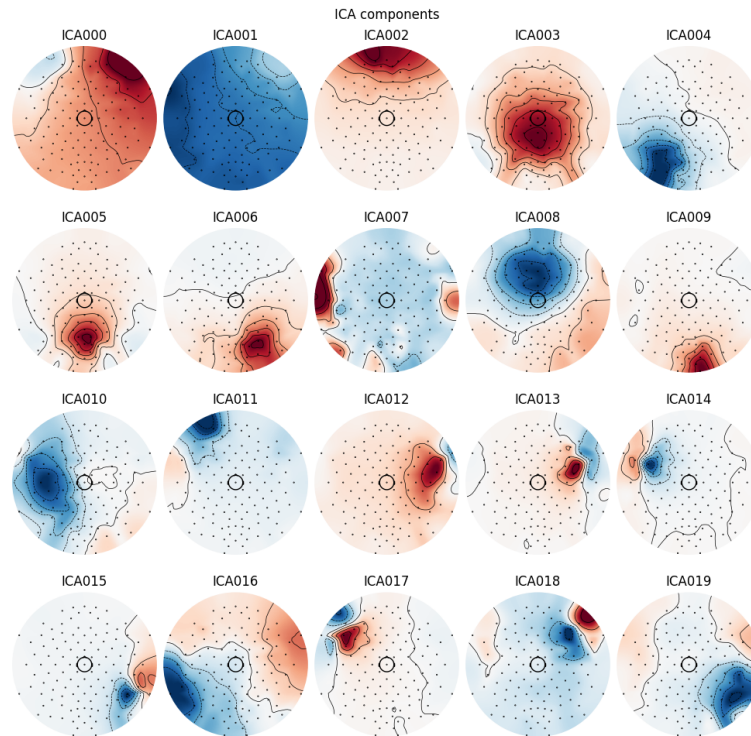 ICA components
ICA000 ICA001 ICA002 ICA003 ICA004
ICA005 ICA006 ICA007 ICA008 ICA009
ICA010 ICA011 ICA012 ICA013 ICA014
ICA015 ICA016 ICA017 ICA018 ICA019